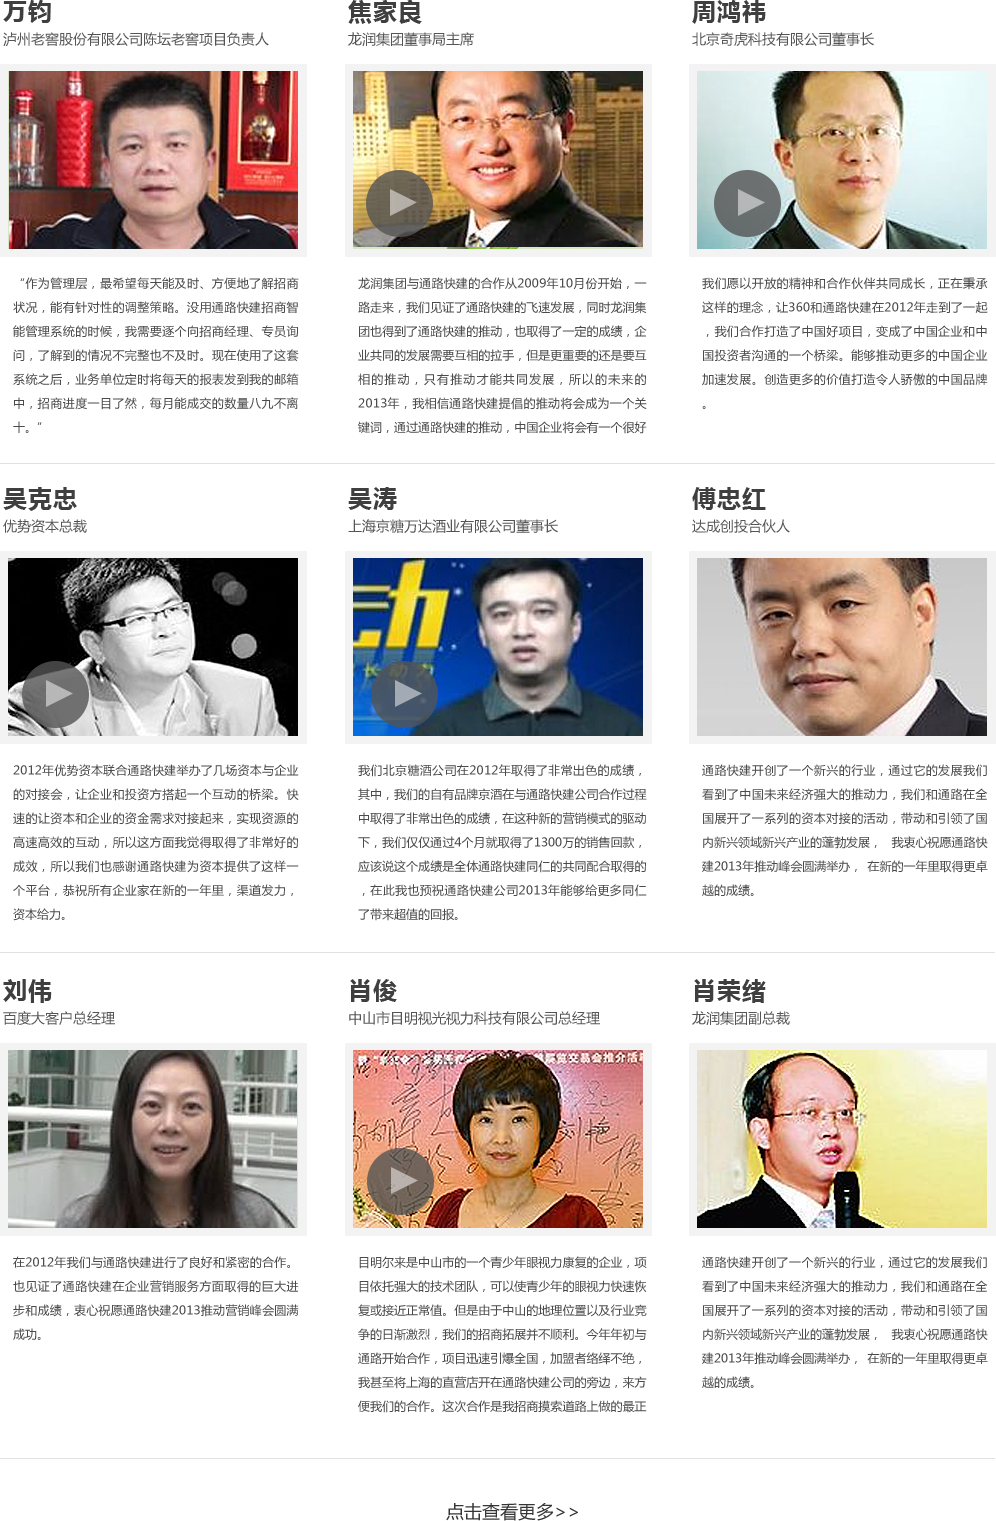 万钧
泸州老窖股份有限公司陈坛老窖项目负责人
“作为管理层，最希望每天能及时、方便地了解招商
状况，能有针对性的调整策略。没用通路快建招商智
能管理系统的时候，我需要逐个向招商经理、专员询
问，了解到的情况不完整也不及时。现在使用了这套
系统之后，业务单位定时将每天的报表发到我的邮箱
中，招商进度一目了然，每月能成交的数量八九不离
十。”
焦家良
龙润集团董事局主席
龙润集团与通路快建的合作从2009年10月份开始，一
路走来，我们见证了通路快建的飞速发展，同时龙润集
团也得到了通路快建的推动，也取得了一定的成绩，企
业共同的发展需要互相的拉手，但是更重要的还是要互
相的推动，只有推动才能共同发展，所以的未来的
2013年，我相信通路快建提倡的推动将会成为一个关
键词，通过通路快建的推动，中国企业将会有一个很好
周鸿祎
北京奇虎科技有限公司董事长
我们愿以开放的精神和合作伙伴共同成长，正在秉承
这样的理念，让360和通路快建在2012年走到了一起
，我们合作打造了中国好项目，变成了中国企业和中
国投资者沟通的一个桥梁。能够推动更多的中国企业
加速发展。创造更多的价值打造令人骄傲的中国品牌
。
吴克忠
优势资本总裁
2012年优势资本联合通路快建举办了几场资本与企业
的对接会，让企业和投资方搭起一个互动的桥梁。快
速的让资本和企业的资金需求对接起来，实现资源的
高速高效的互动，所以这方面我觉得取得了非常好的
成效，所以我们也感谢通路快建为资本提供了这样一
个平台，恭祝所有企业家在新的一年里，渠道发力，
资本给力。
吴涛
上海京糖万达酒业有限公司董事长
我们北京糖酒公司在2012年取得了非常出色的成绩，
其中，我们的自有品牌京酒在与通路快建公司合作过程
中取得了非常出色的成绩，在这种新的营销模式的驱动
下，我们仅仅通过4个月就取得了1300万的销售回款，
应该说这个成绩是全体通路快建同仁的共同配合取得的
，在此我也预祝通路快建公司2013年能够给更多同仁
了带来超值的回报。
傅忠红
达成创投合伙人
通路快建开创了一个新兴的行业，通过它的发展我们
看到了中国未来经济强大的推动力，我们和通路在全
国展开了一系列的资本对接的活动，带动和引领了国
内新兴领域新兴产业的蓬勃发展， 我衷心祝愿通路快
建2013年推动峰会圆满举办， 在新的一年里取得更卓
越的成绩。
刘伟
百度大客户总经理
在2012年我们与通路快建进行了良好和紧密的合作。
也见证了通路快建在企业营销服务方面取得的巨大进
步和成绩，衷心祝愿通路快建2013推动营销峰会圆满
成功。
肖俊
中山市目明视光视力科技有限公司总经理
展览交易会推介活动
目明尔来是中山市的一个青少年眼视力康复的企业，项
目依托强大的技术团队，可以使青少年的眼视力快速恢
复或接近正常值。但是由于中山的地理位置以及行业竞
争的日渐激烈，我们的招商拓展并不顺利。今年年初与
通路开始合作，项目迅速引爆全国，加盟者络绎不绝，
我甚至将上海的直营店开在通路快建公司的旁边，来方
便我们的合作。这次合作是我招商摸索道路上做的最正
肖荣绪
龙润集团副总裁
通路快建开创了一个新兴的行业，通过它的发展我们
看到了中国未来经济强大的推动力，我们和通路在全
国展开了一系列的资本对接的活动，带动和引领了国
内新兴领域新兴产业的蓬勃发展， 我衷心祝愿通路快
建2013年推动峰会圆满举办， 在新的一年里取得更卓
越的成绩。
点击查看更多>>